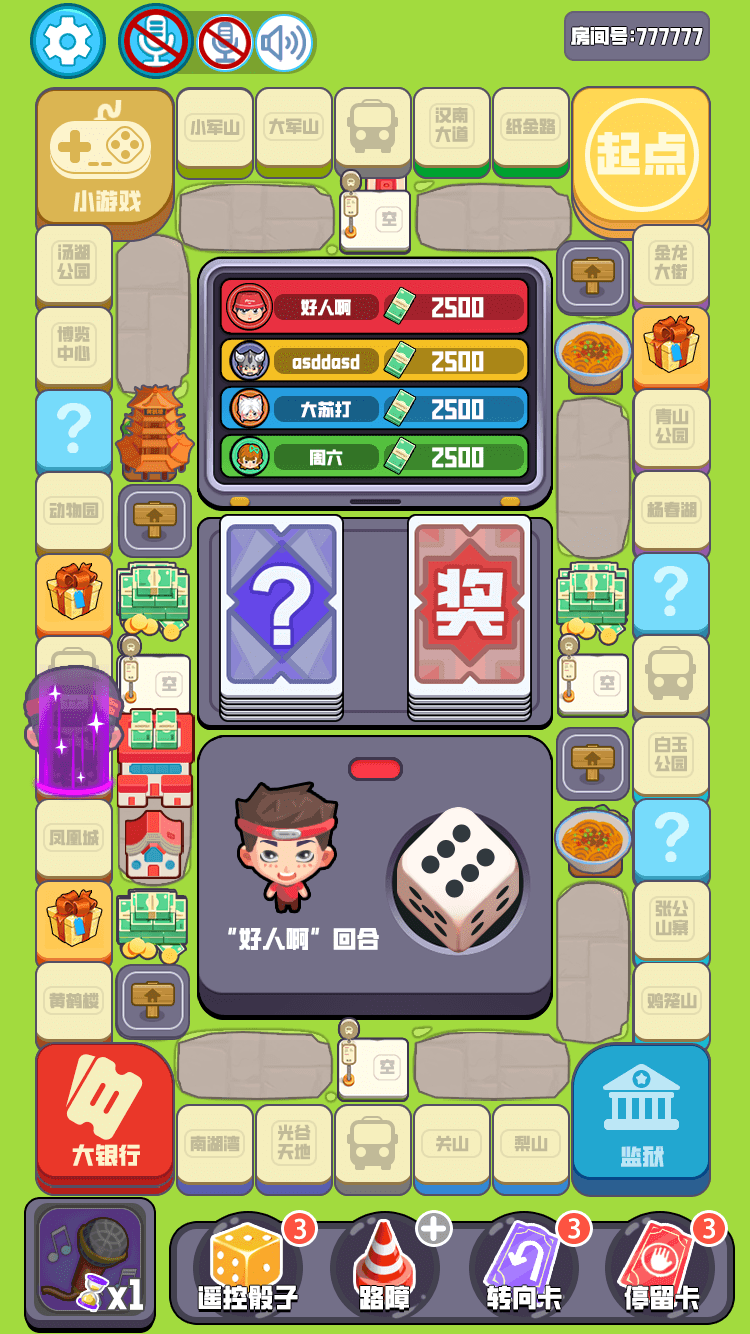 房间号:777777
小军山
大军山
汉南
大道
纸金路
起点
小游戏
空
汤湖
公园
金龙
大街
好人啊
2500
asddasd
2500
大苏打
2500
周六
2500
博览
中心
?
青山
公园
动物园
杨春湖
?
奖
?
空
空
白玉
公园
凤凰城
?
“好人啊”回合
张公
山寨
黄鹤楼
鸡笼山
空
大银行
监狱
南湖湾
光谷
天地
关山
梨山
x1
3
遥控骰子
路障
3
转向卡
3
停留卡